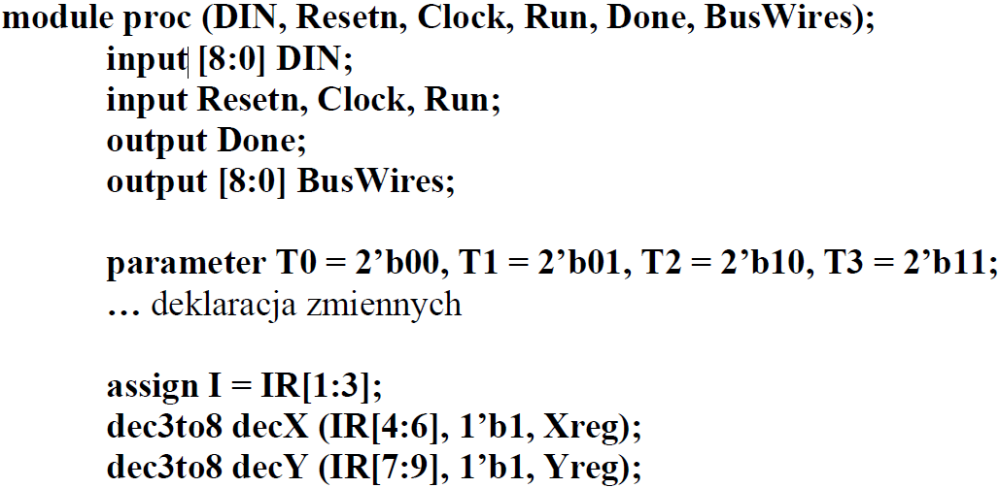 module proc (DIN, Resetn, Clock, Run, Done, BusWires);
input [8:0] DIN;
input Resetn, Clock, Run;
output Done;
output [8:0] BusWires;
parameter T0 = 2’b00, T1 = 2’b01, T2 = 2’b10, T3 = 2’b11;
… deklaracja zmiennych
assign I = IR[1:3];
dec3to8 decX (IR[4:6], 1’b1, Xreg);
dec3to8 decY (IR[7:9], 1’b1, Yreg);